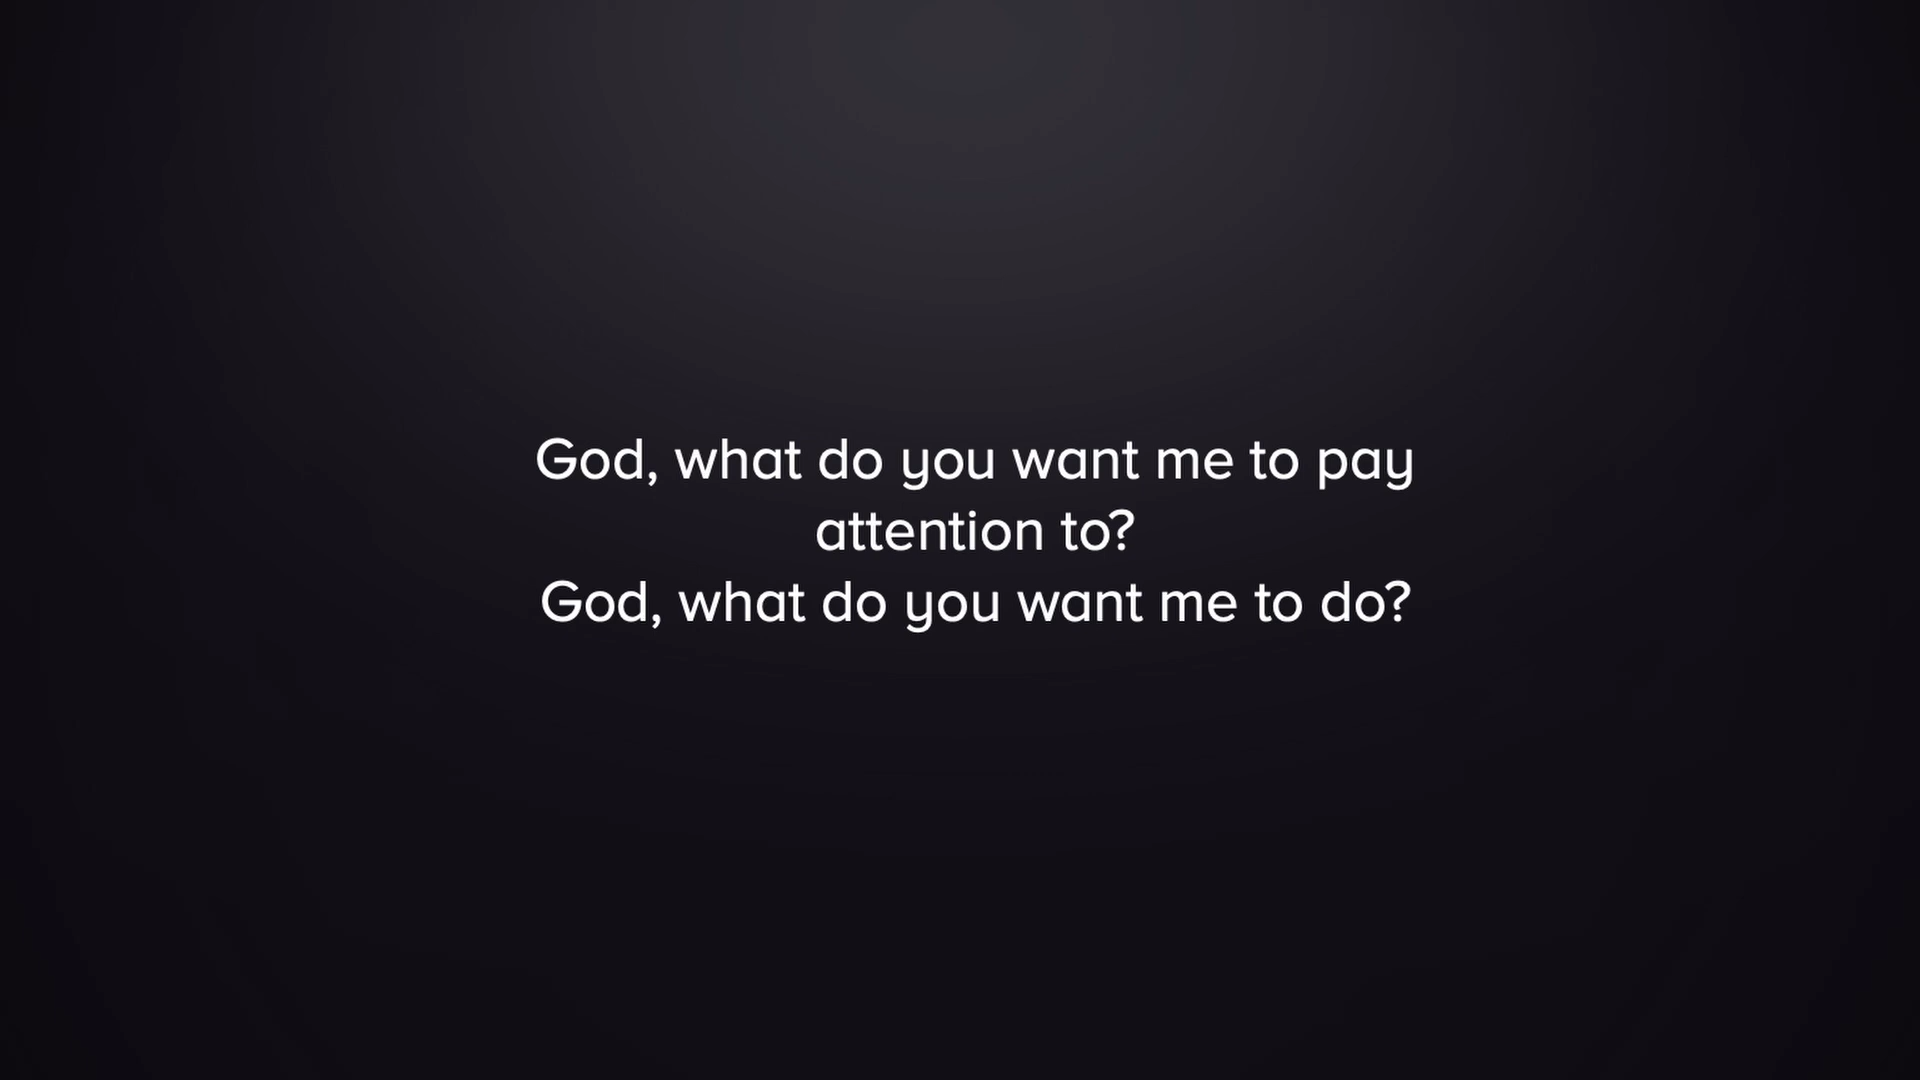 God, what do you want me to pay
attention to?
God, what do you want me to do?